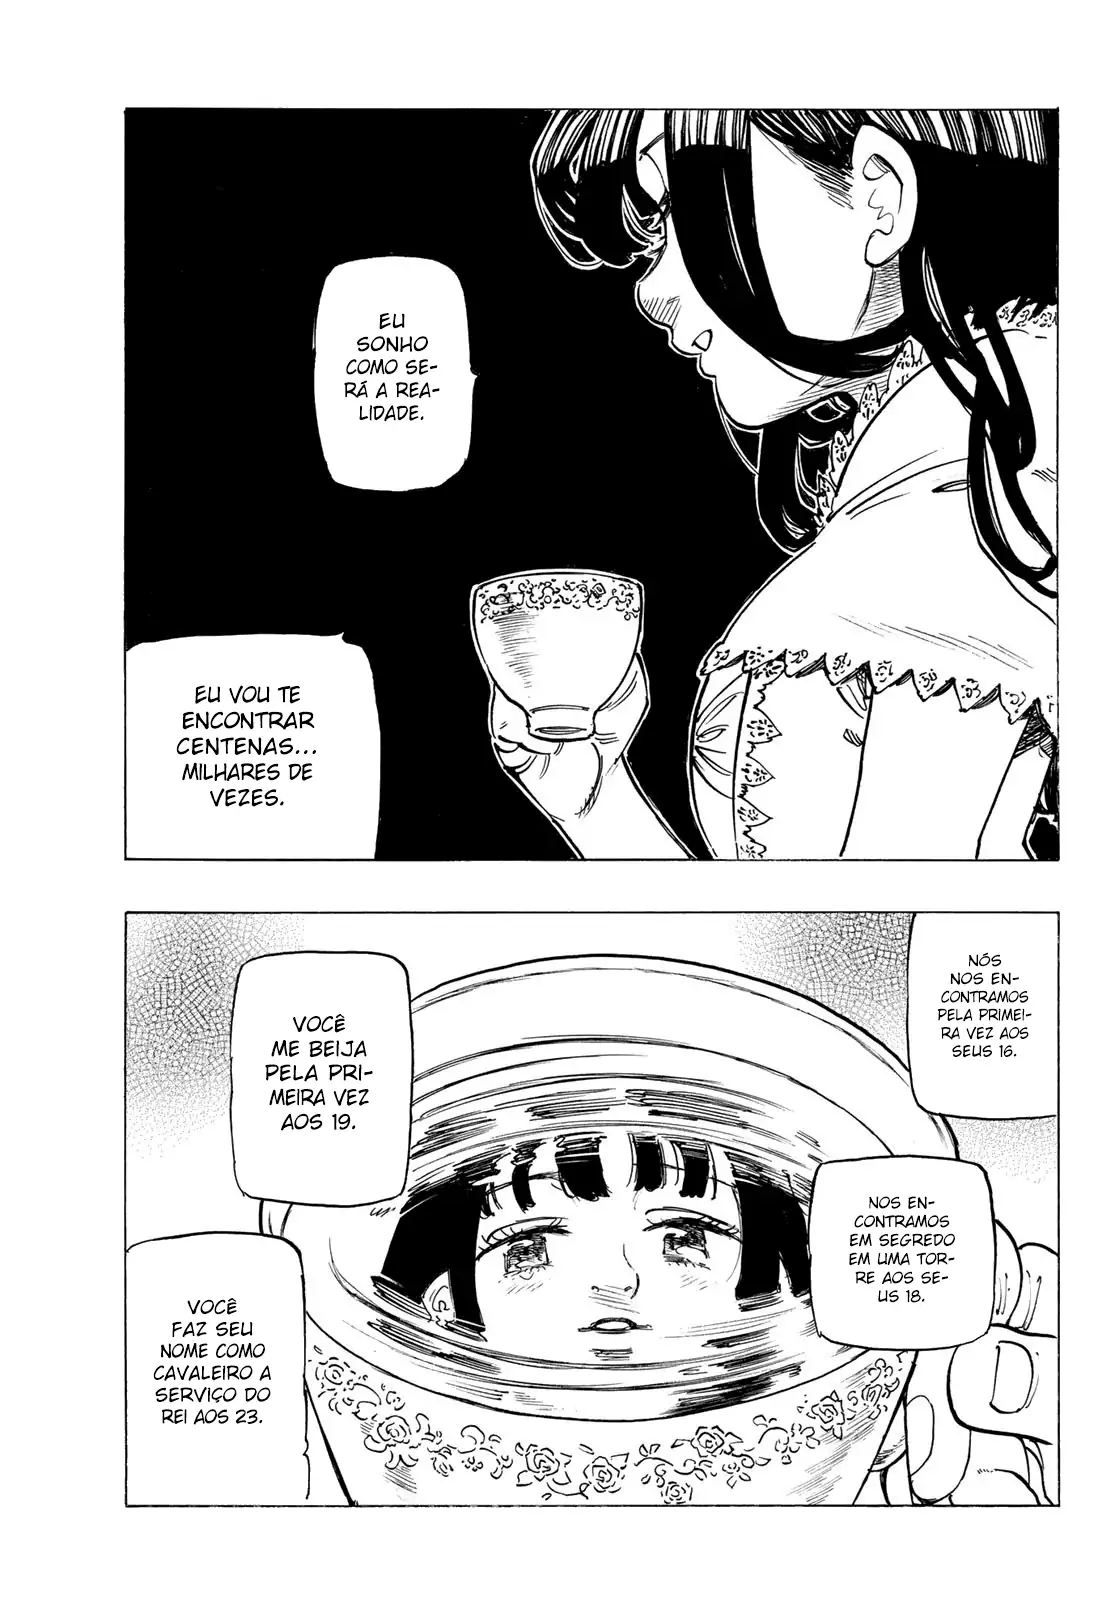 EU
SONHO
COMO SE-
RÁ A REA-
LIDADE.
EU VOU TE
ENCONTRAR
CENTENAS...
MILHARES DE
VEZES.
NÓS
NOS EN-
CONTRAMOS
PELA PRIMEI-
RA VEZ AOS
SEUS 16.
NOS EN-
CONTRAMOS
EM SEGREDO
EM UMA TOR-
RE AOS SE-
US 18.
VOCÊ
ME BEIJA
PELA PRI-
MEIRA VEZ
AOS 19.
VOCÊ
FAZ SEU
NOME COMO
CAVALEIRO A
SERVIÇO DO
REI AOS 23.